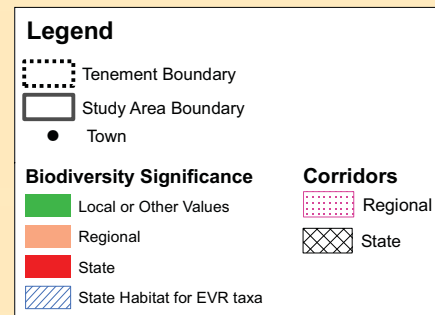 Legend
Tenement Boundary
Study Area Boundary
Town
Biodiversity Significance
Local or Other Values
Regional
State
State Habitat for EVR taxa
Corridors
Regional
State